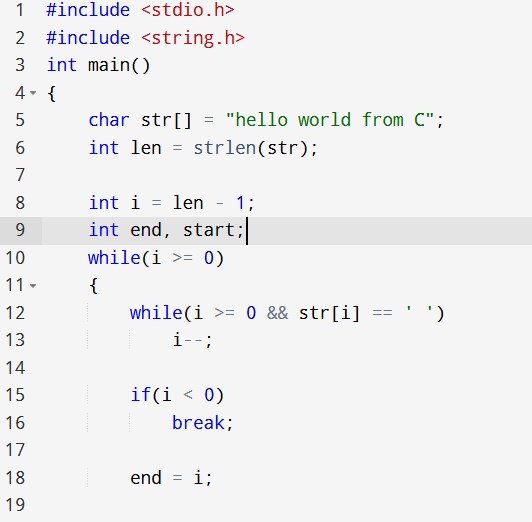 1 #include <stdio.h>
2 #include <string.h>
3 int main()
4 {
5     char str[] = "hello world from C";
6     int len = strlen(str);
7
8     int i = len - 1;
9     int end, start;
10     while(i >= 0)
11     {
12         while(i >= 0 && str[i] == ' ')
13             i--;
14
15         if(i < 0)
16             break;
17
18         end = i;
19